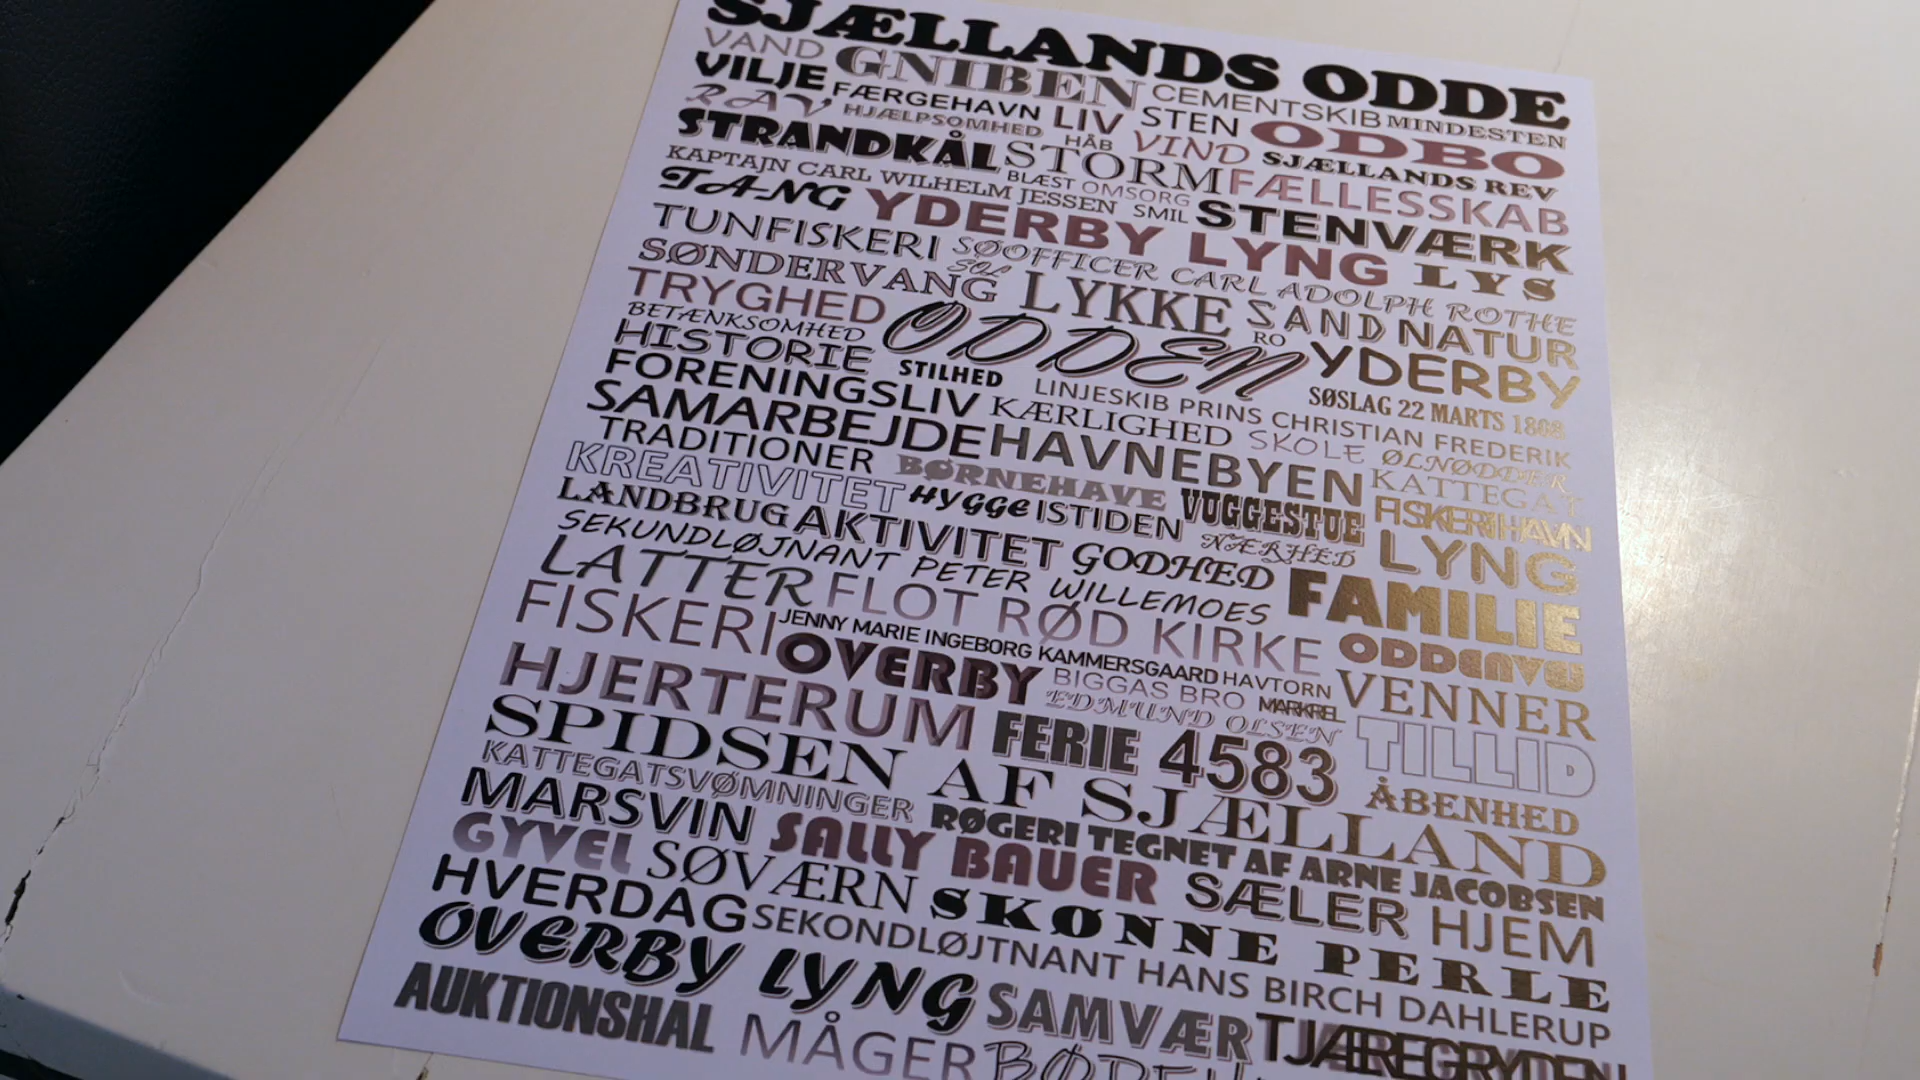 SJÆLLANDS ODDE
VAND GNIBEN CEMENTSKIB MINDESTEN
VILJE FÆRGEHAVN LIV STEN ODBO
RAV HJÆLPSOMHED HÅB VIND SJÆLLANDS REV
STRANDKÅL STORM FÆLLESSKAB
KAPTAJN CARL WILHELM JESSEN BLÆST OMSORG SMIL STENVÆRK
TANG YDERBY LYNG LYS
TUNFISKERI SØOFFICER CARL ADOLPH ROTHE
SØNDERVANG SOL LYKKE SAND NATUR
TRYGHED ODDEN RO YDERBY
BETÆNKSOMHED
HISTORIE STILHED SØSLAG 22 MARTS 1808
FORENINGSLIV LINJESKIB PRINS CHRISTIAN FREDERIK
SAMARBEJDE KÆRLIGHED SKOLE ØLNØDDER
TRADITIONER HAVNEBYEN KATTEGAT
KREATIVITET BØRNEHAVE VUGGESTUE FISKERIHAVN
LANDBRUG HYGGE ISTIDEN NÆRHED LYNG
SEKUNDLØJNANT PETER WILLEMOES AKTIVITET GODHED FAMILIE
LATTER FLOT RØD KIRKE ODDENVU
FISKERI JENNY MARIE INGEBORG KAMMERSGAARD HAVTORN VENNER
OVERBY BIGGAS BRO MARKREL
HJERTERUM EDMUND OLSEN TILLID
FERIE 4583 ÅBENHED
SPIDSEN AF SJÆLLAND
KATTEGATSVØMNINGER RØGERI TEGNET AF ARNE JACOBSEN
MARSVIN SALLY BAUER SÆLER HJEM
GYVEL SØVÆRN SKØNNE PERLE
HVERDAG SEKONDLØJTNANT HANS BIRCH DAHLERUP
OVERBY LYNG SAMVÆR TJÆREGRYDEN
AUKTIONSHAL MÅGER